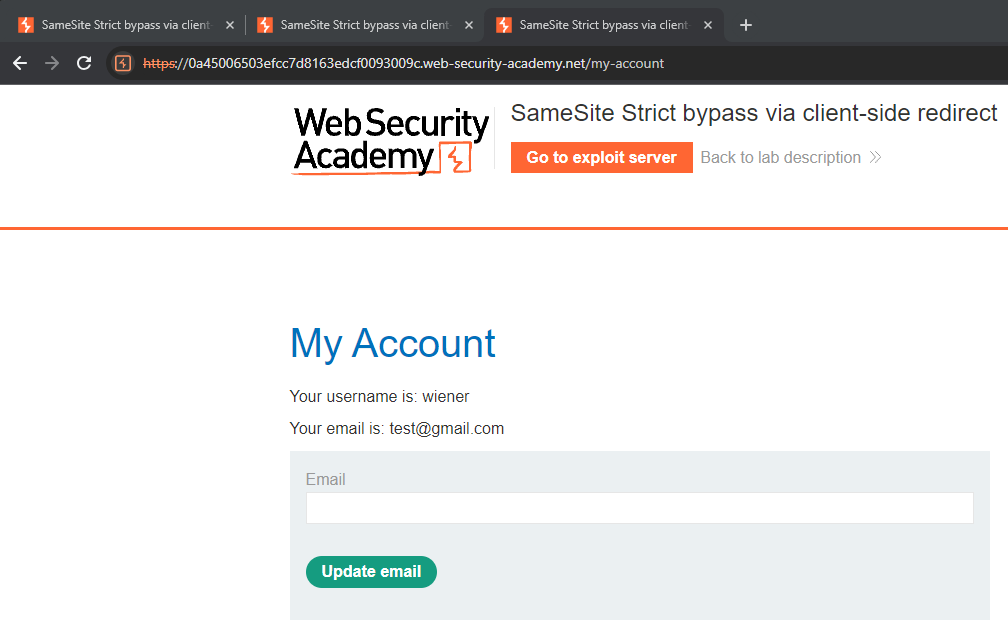 SameSite Strict bypass via client
SameSite Strict bypass via client
SameSite Strict bypass via client
https://0a45006503efcc7d8163edcf0093009c.web-security-academy.net/my-account
Web Security
Academy
SameSite Strict bypass via client-side redirect
Go to exploit server
Back to lab description
My Account
Your username is: wiener
Your email is: test@gmail.com
Email
Update email